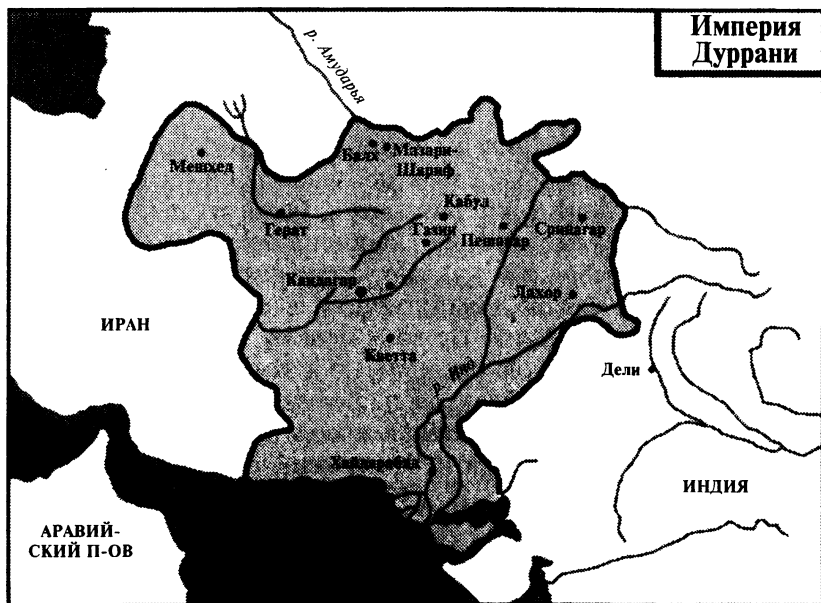 Империя
Дуррани
р. Амударья
Мешхед
Балх
Мазари-
Шариф
Кабул
Герат
Газни
Пешавар
Сринагар
Кандагар
Лахор
ИРАН
Кветта
р. Инд
Дели
Хайдарабад
ИНДИЯ
АРАВИЙ-
СКИЙ П-ОВ